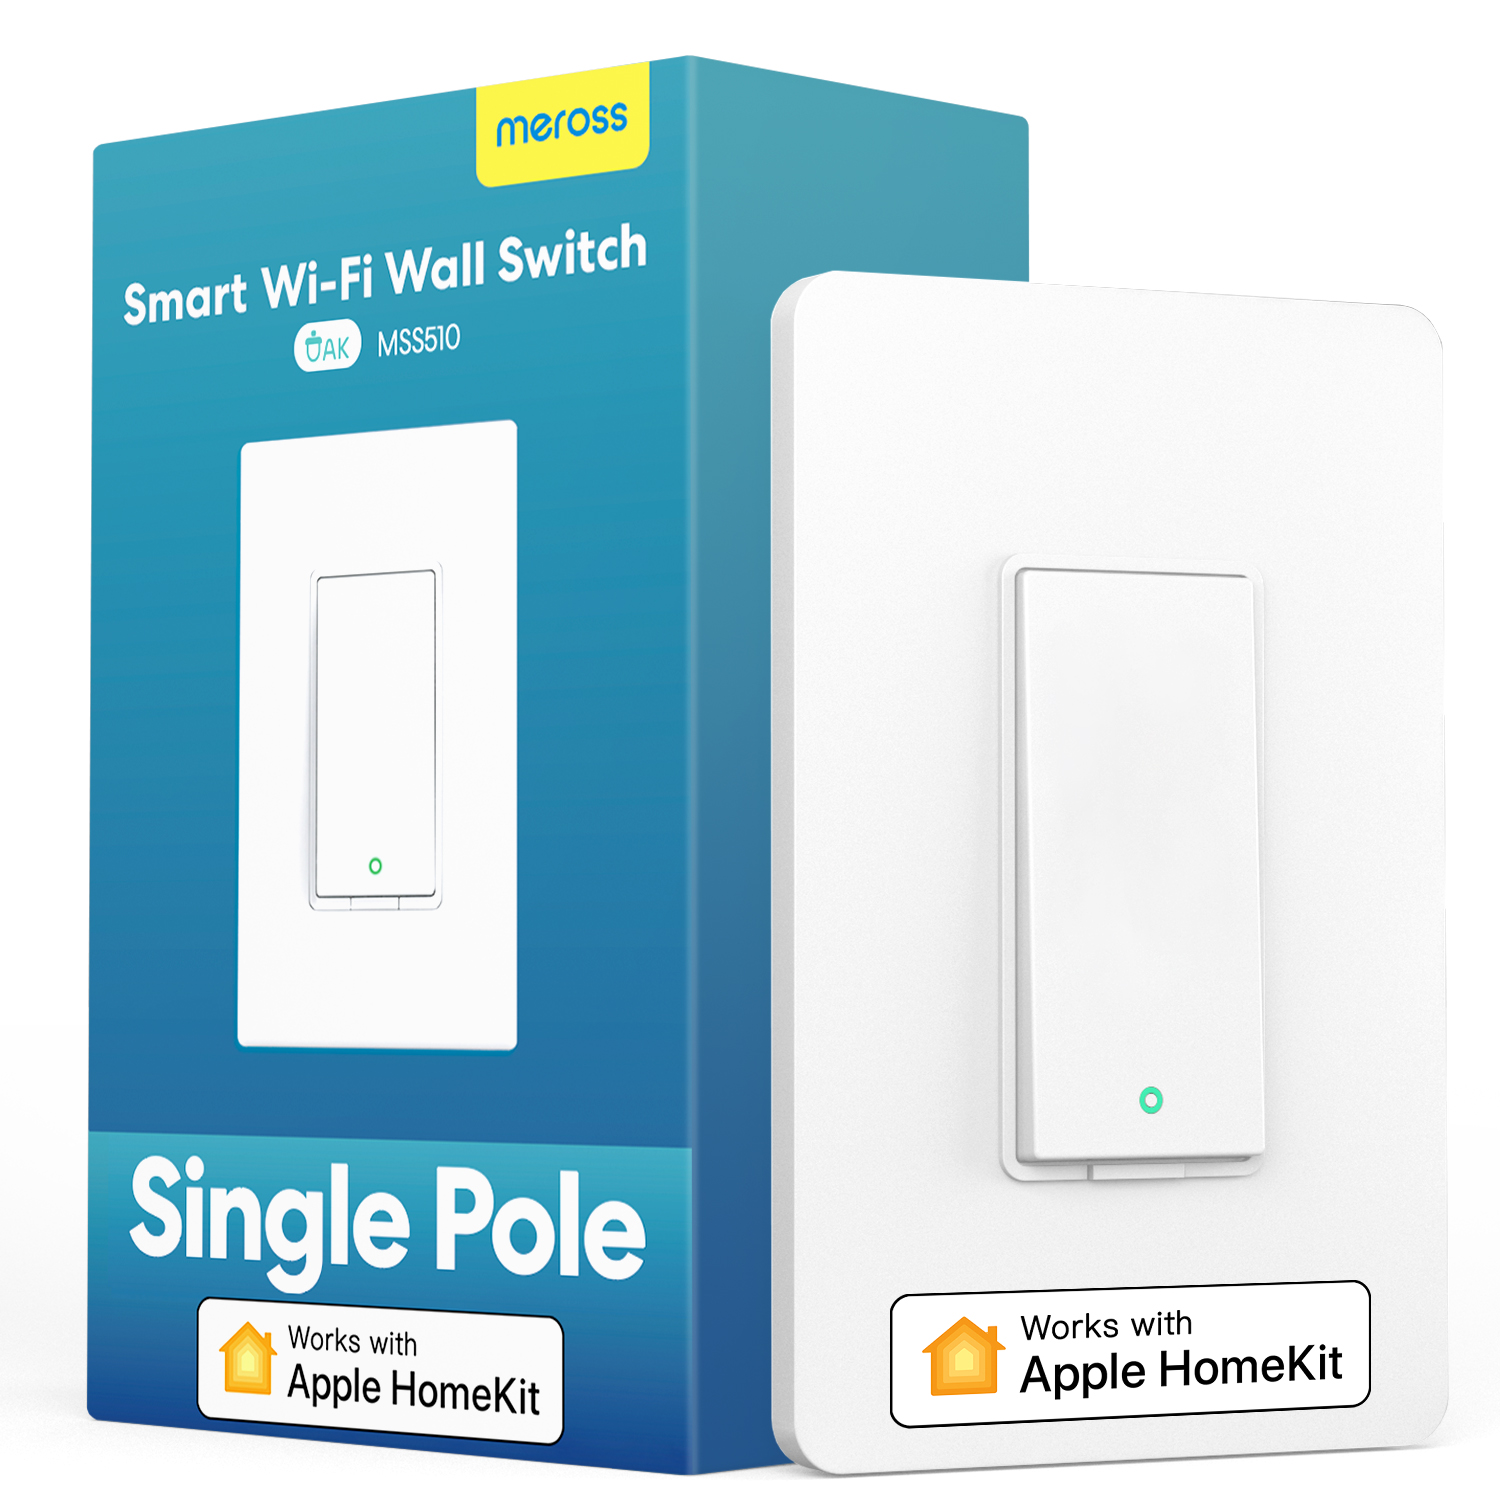 meross
Smart Wi-Fi Wall Switch
OAK MSS510
Single Pole
Works with
Apple HomeKit
Works with
Apple HomeKit